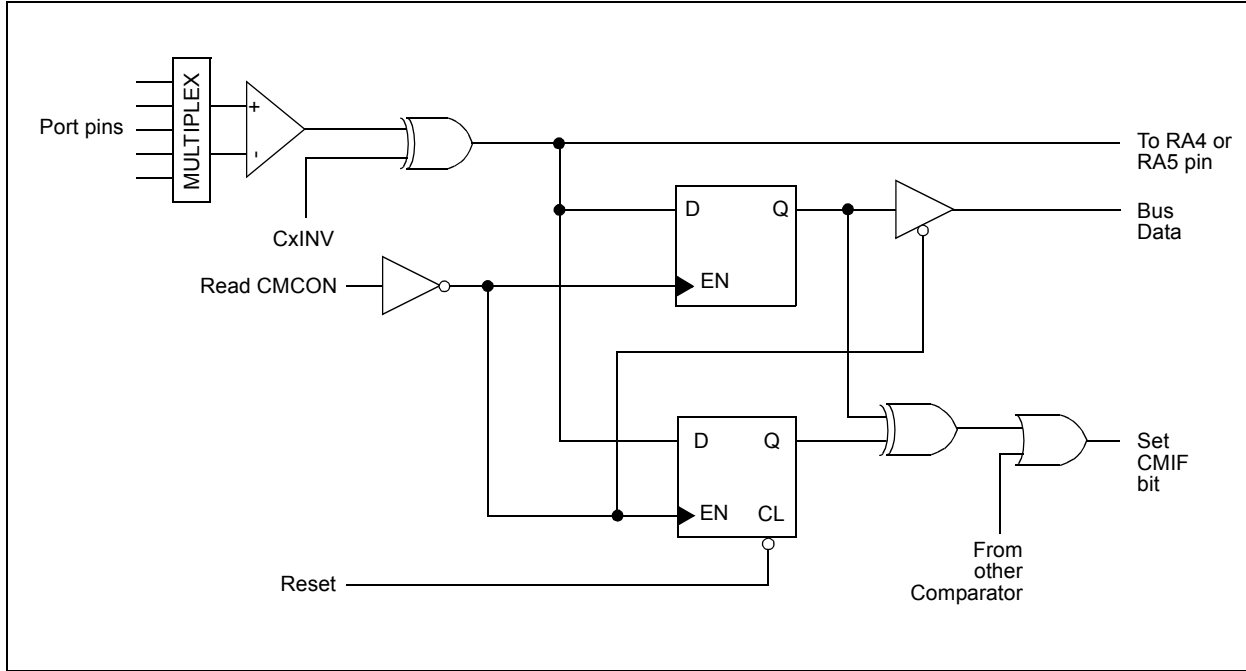 MULTIPLEX
Port pins
+
-
CxINV
To RA4 or
RA5 pin
D
Q
EN
Bus
Data
Read CMCON
D
Q
EN
CL
Set
CMIF
bit
From
other
Comparator
Reset